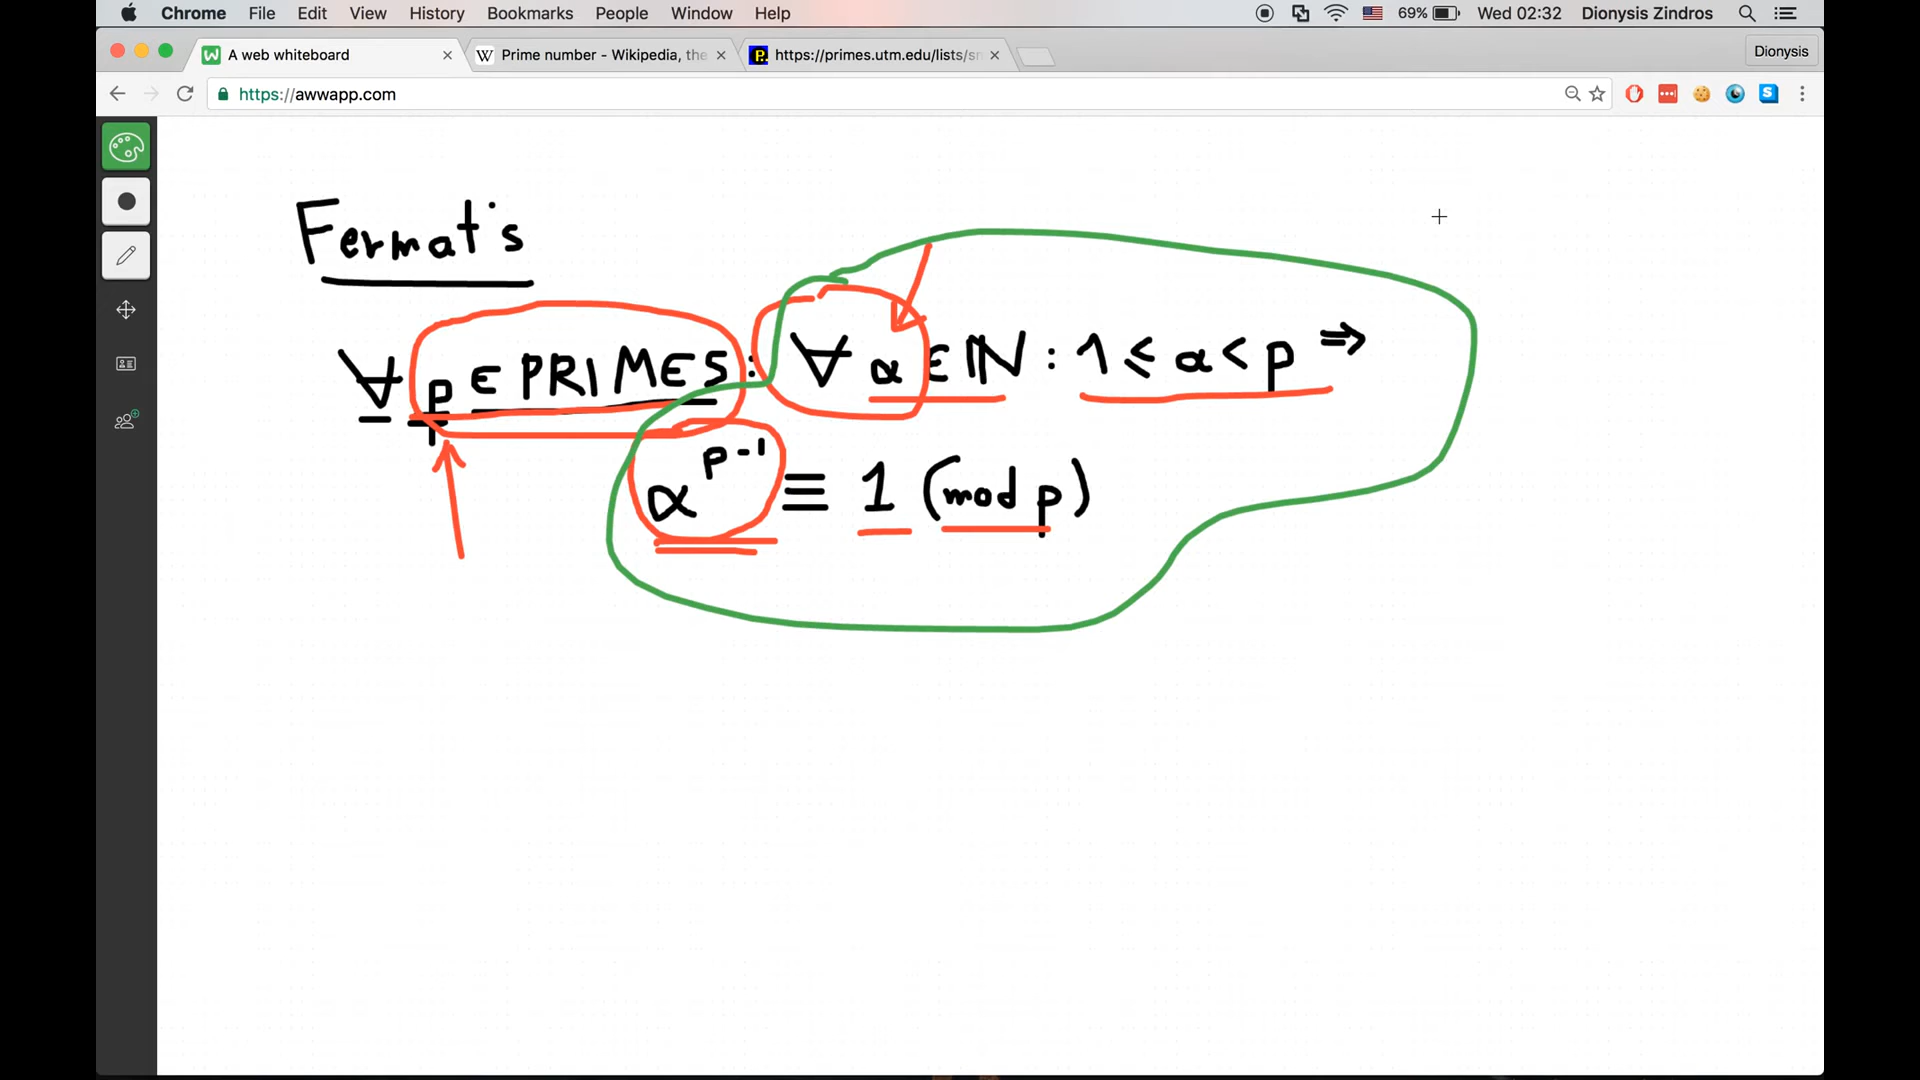 Chrome File Edit View History Bookmarks People Window Help 69% Wed 02:32 Dionysis Zindros
A web whiteboard Prime number - Wikipedia, the https://primes.utm.edu/lists/sm Dionysis
https://awwapp.com
Fermat's
∀ p ∈ PRIMES : ∀ α ∈ ℕ : 1 ≤ α < p ⇒
α^{p-1} ≡ 1 (mod p)